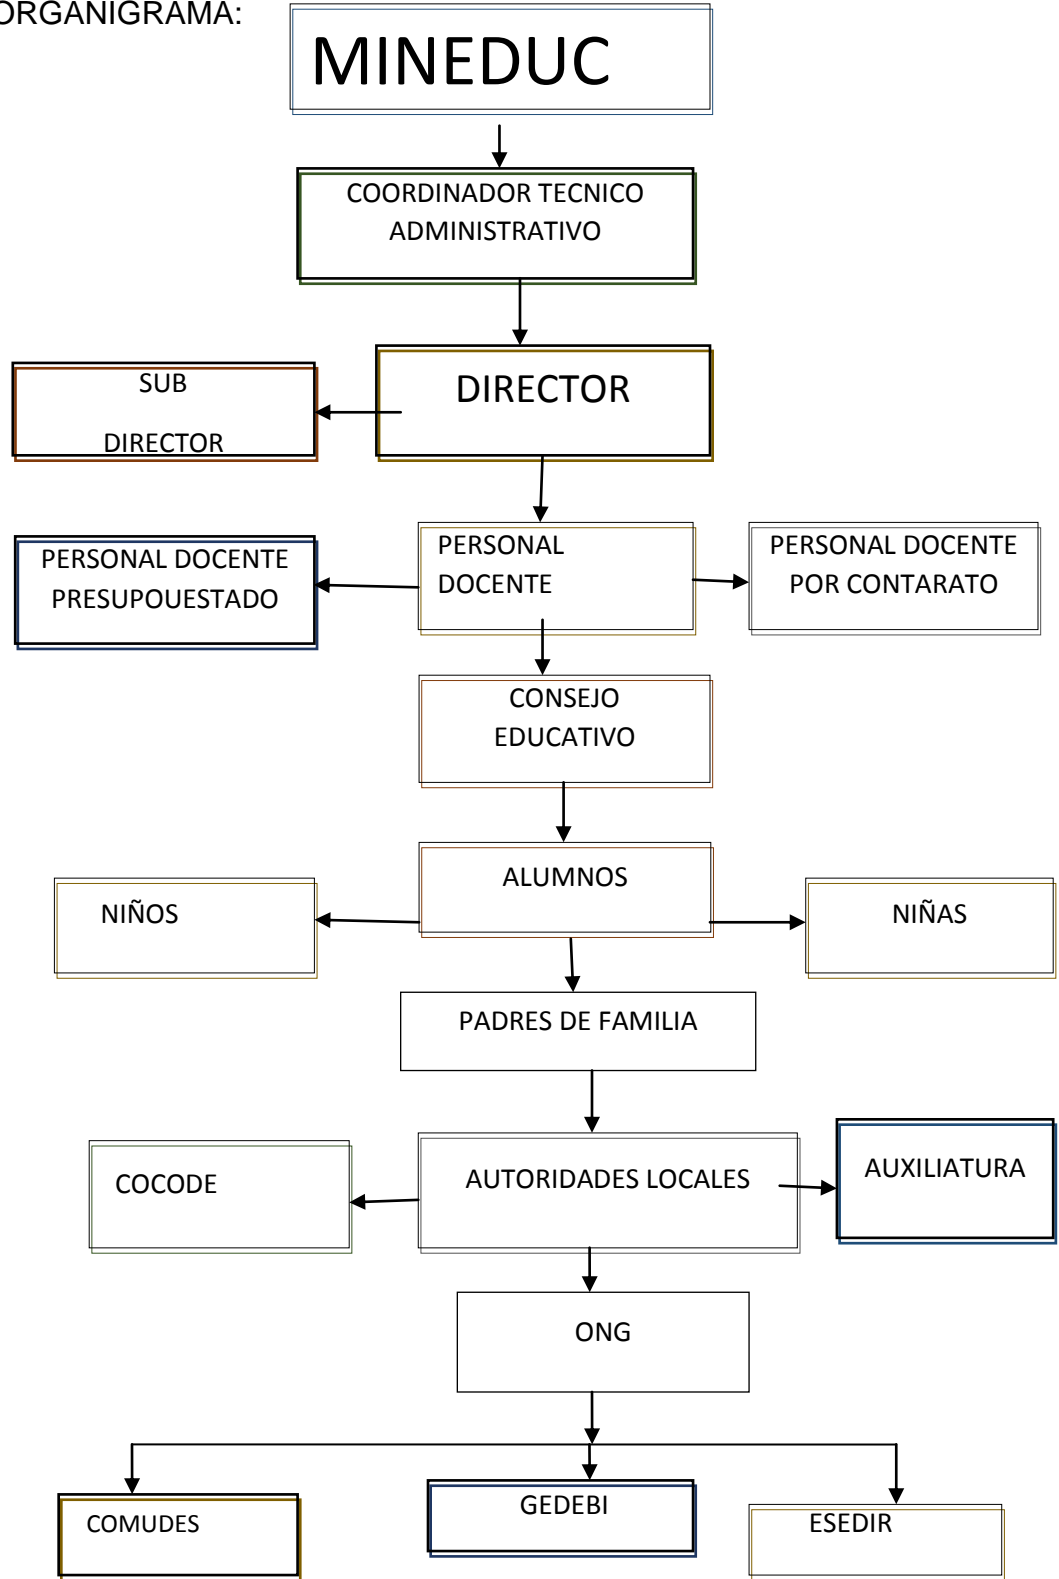 ORGANIGRAMA:
MINEDUC
COORDINADOR TECNICO
ADMINISTRATIVO
DIRECTOR
SUB
DIRECTOR
PERSONAL DOCENTE
PRESUPOUESTADO
PERSONAL
DOCENTE
PERSONAL DOCENTE
POR CONTARATO
CONSEJO
EDUCATIVO
ALUMNOS
NIÑOS
NIÑAS
PADRES DE FAMILIA
COCODE
AUTORIDADES LOCALES
AUXILIATURA
ONG
COMUDES
GEDEBI
ESEDIR